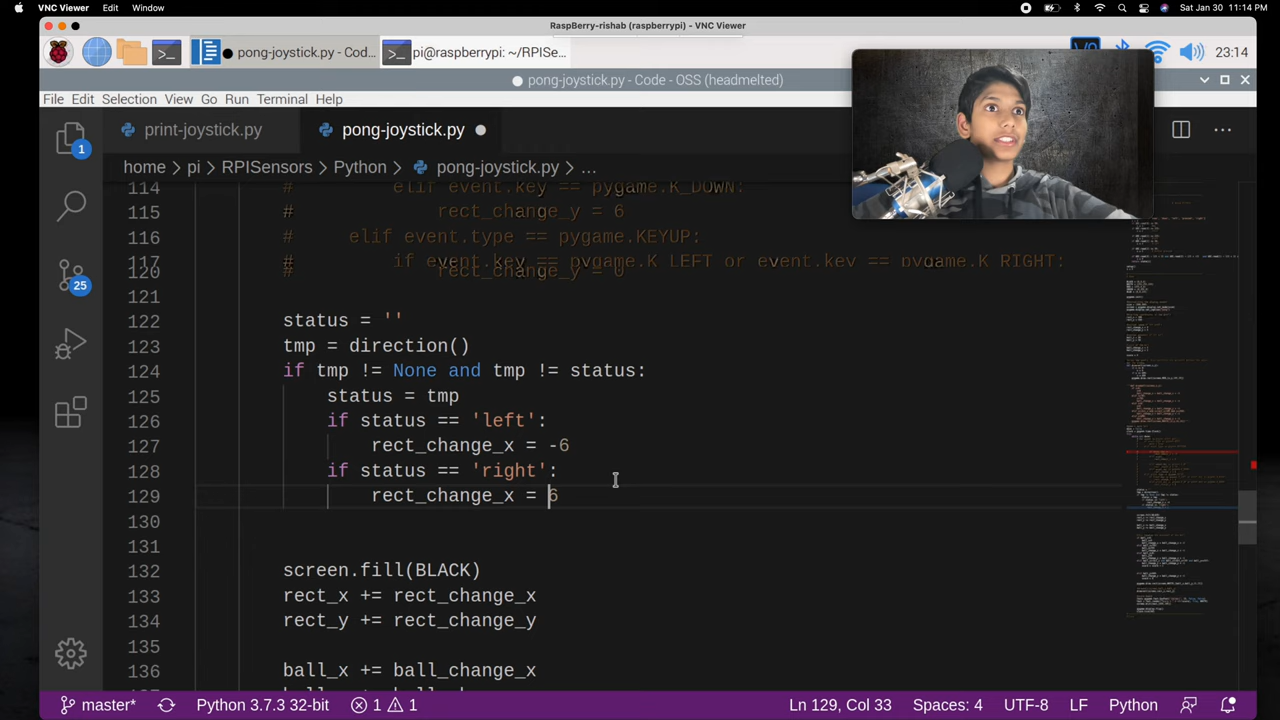 VNC Viewer Edit Window Sat Jan 30 11:14 PM
RaspBerry-rishab (raspberrypi) - VNC Viewer
pong-joystick.py - Cod... pi@raspberrypi: ~/RPISe... 23:14
pong-joystick.py - Code - OSS (headmelted)
File Edit Selection View Go Run Terminal Help
print-joystick.py pong-joystick.py
home > pi > RPISensors > Python > pong-joystick.py > ...
114 # elif event.key == pygame.K_DOWN:
115 # rect_change_y = 6
116 # elif event.type == pygame.KEYUP:
117 # if event.key == pygame.K_LEFT or event.key == pygame.K_RIGHT:
120 # rect_change_y = 0
121
122 status = ''
123 tmp = direction()
124 if tmp != None and tmp != status:
125 status = tmp
126 if status == 'left':
127 rect_change_x = -6
128 if status == 'right':
129 rect_change_x = 6
130
131
132 screen.fill(BLACK)
133 rect_x += rect_change_x
134 rect_y += rect_change_y
135
136 ball_x += ball_change_x
1
25
master* Python 3.7.3 32-bit 1 1 Ln 129, Col 33 Spaces: 4 UTF-8 LF Python